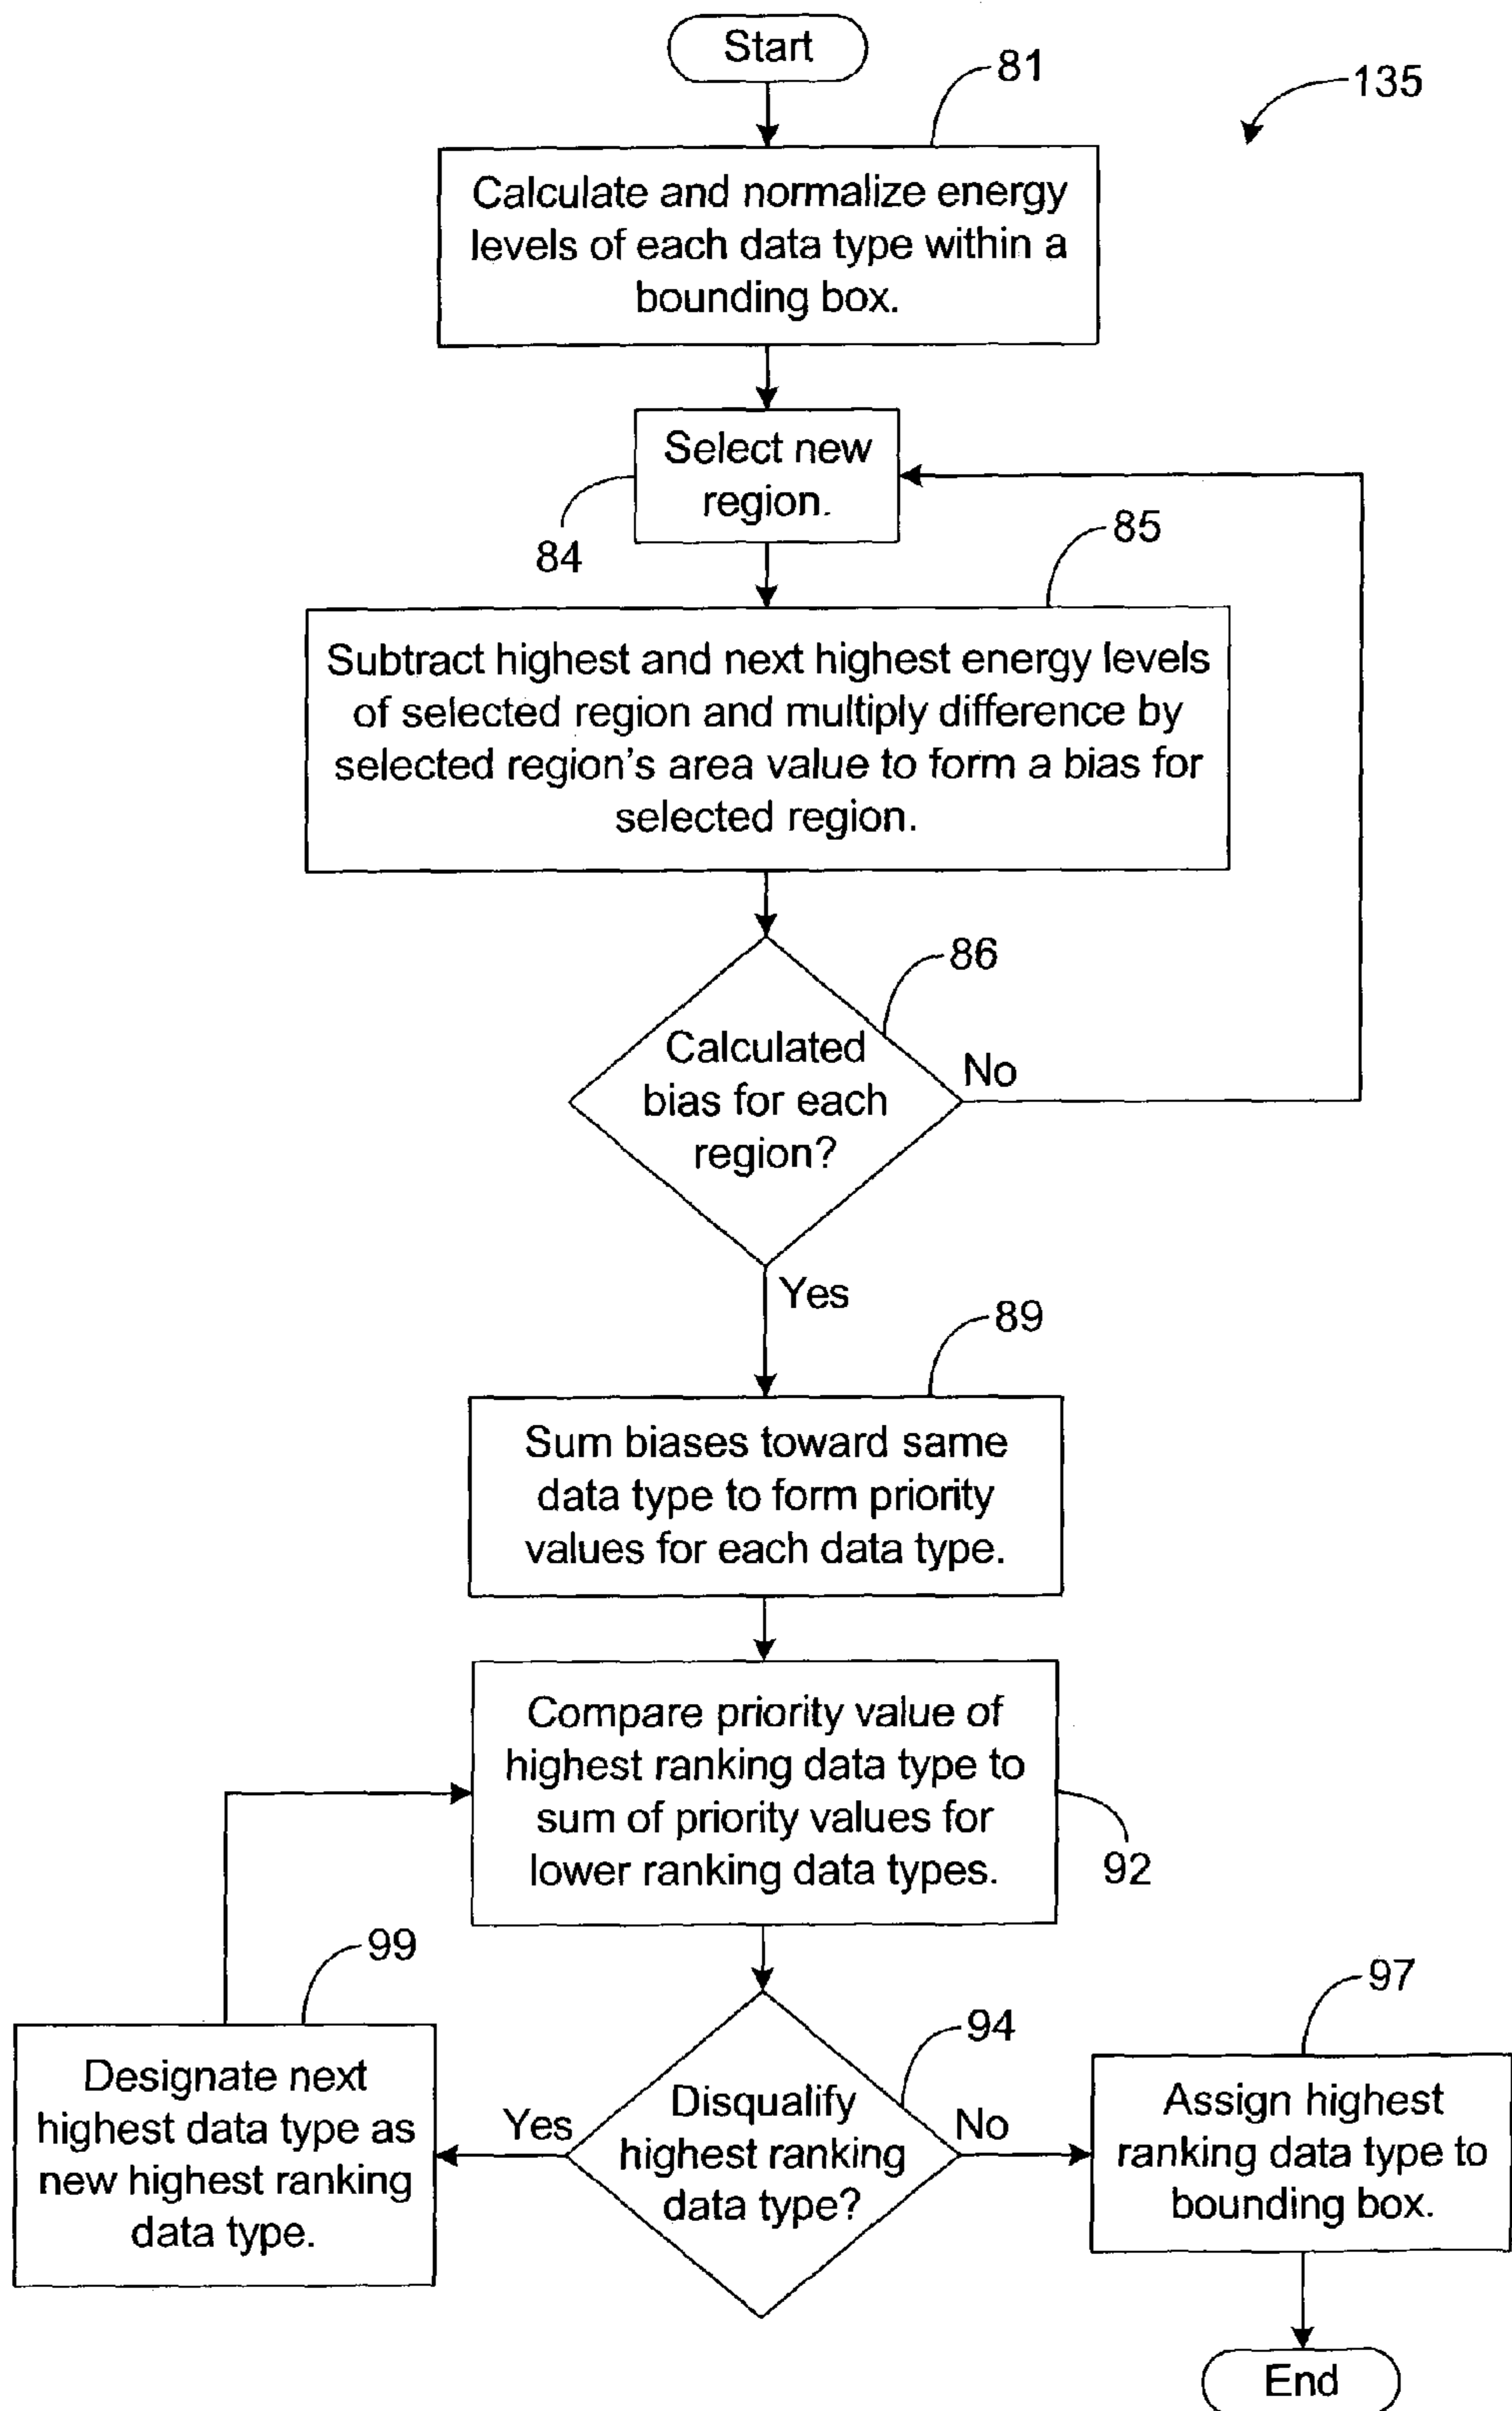 Start
81
135
Calculate and normalize energy
levels of each data type within a
bounding box.
Select new
region.
84
85
Subtract highest and next highest energy levels
of selected region and multiply difference by
selected region's area value to form a bias for
selected region.
86
Calculated
bias for each
region?
No
Yes
89
Sum biases toward same
data type to form priority
values for each data type.
Compare priority value of
highest ranking data type to
sum of priority values for
lower ranking data types.
92
99
Designate next
highest data type as
new highest ranking
data type.
Yes
94
Disqualify
highest ranking
data type?
No
97
Assign highest
ranking data type to
bounding box.
End